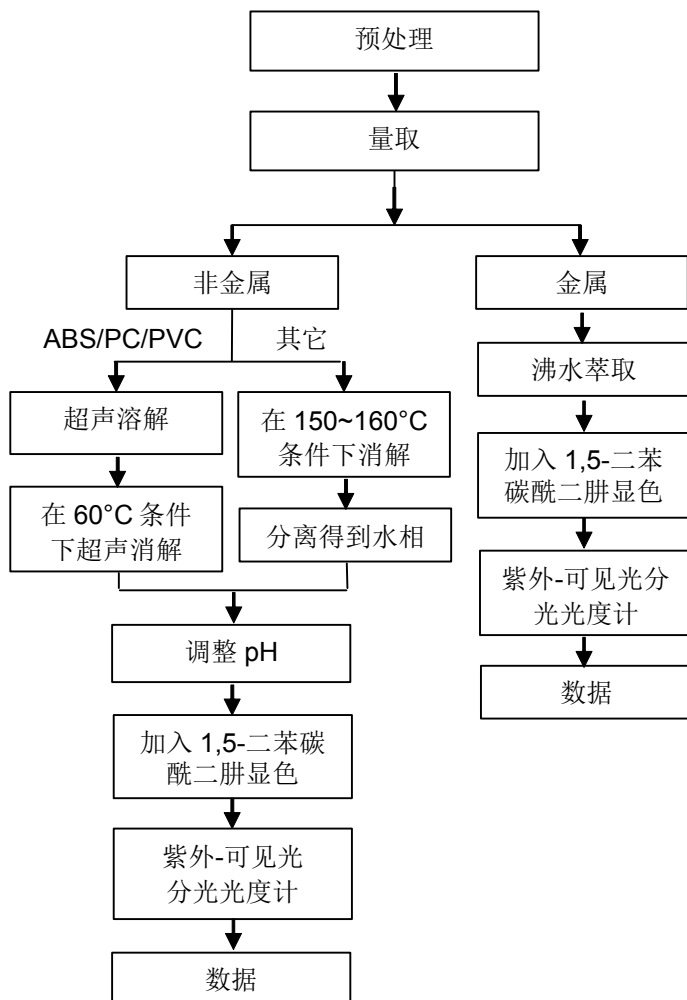 预处理
量取
非金属
金属
ABS/PC/PVC
其它
沸水萃取
超声溶解
在 150~160°C
条件下消解
加入 1,5-二苯
碳酰二肼显色
在 60°C 条件
下超声消解
分离得到水相
紫外-可见光分
光光度计
调整 pH
数据
加入 1,5-二苯碳
酰二肼显色
紫外-可见光
分光光度计
数据